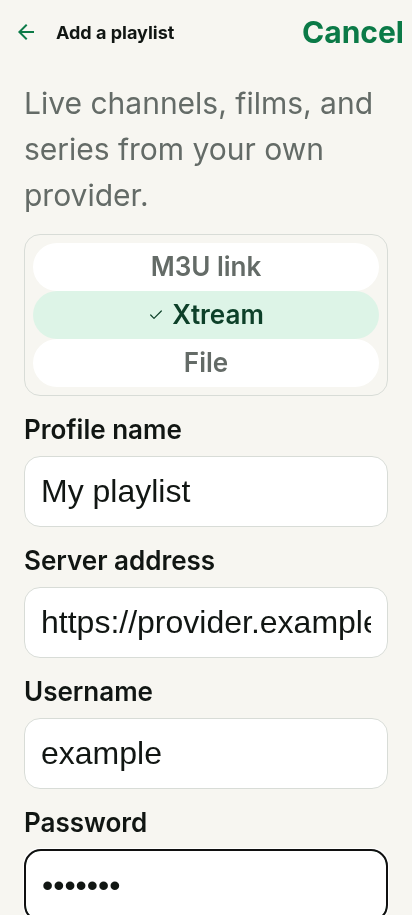 Add a playlist
Cancel
Live channels, films, and
series from your own
provider.
M3U link
Xtream
File
Profile name
My playlist
Server address
https://provider.example
Username
example
Password
•••••••